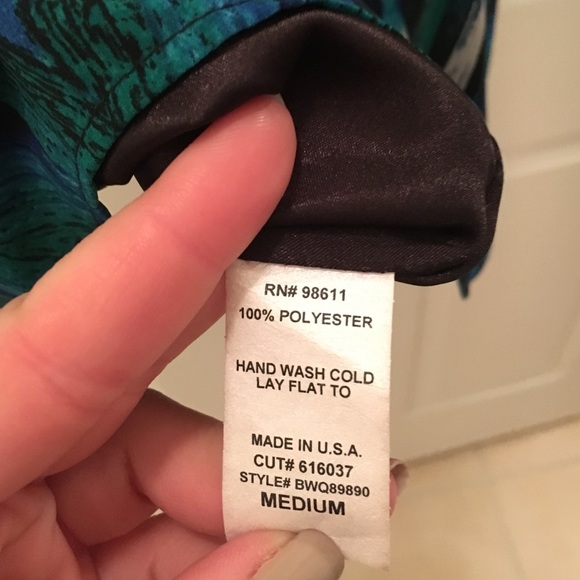 RN# 98611
100% POLYESTER
HAND WASH COLD
LAY FLAT TO
MADE IN U.S.A.
CUT# 616037
STYLE# BWQ89890
MEDIUM